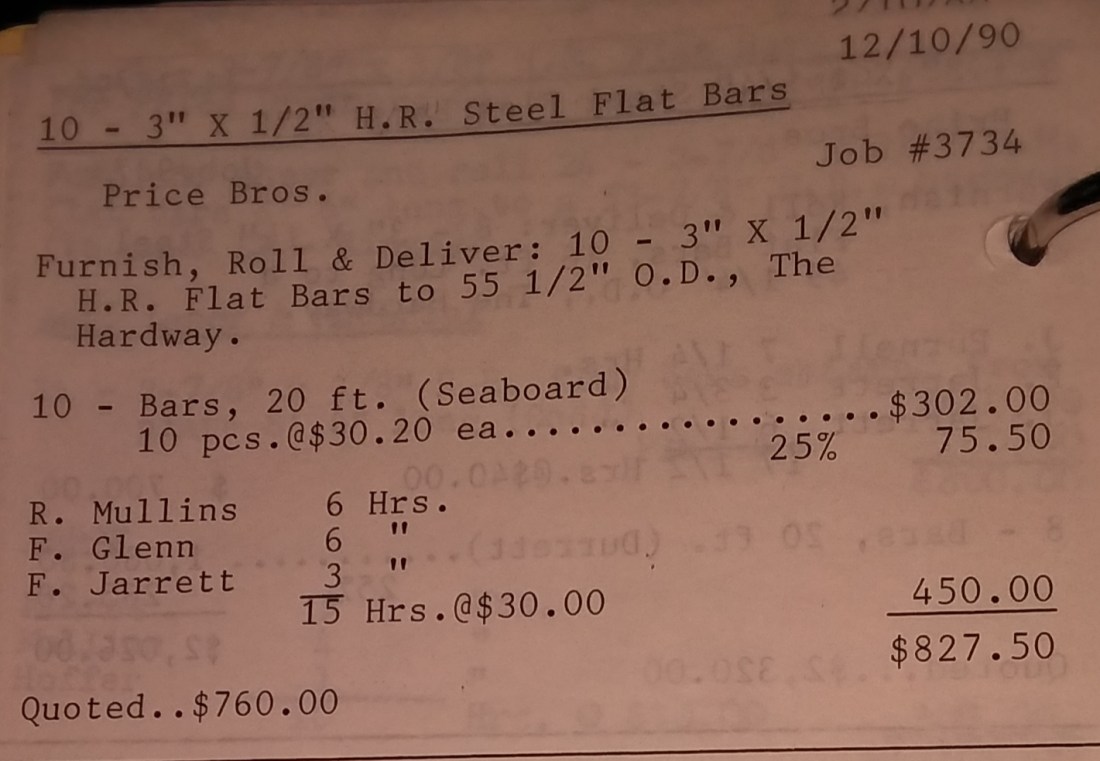 12/10/90
10 - 3" X 1/2" H.R. Steel Flat Bars
Job #3734
Price Bros.
Furnish, Roll & Deliver: 10 - 3" X 1/2"
H.R. Flat Bars to 55 1/2" O.D., The
Hardway.
10 - Bars, 20 ft. (Seaboard)
10 pcs.@$30.20 ea..................$302.00
25% 75.50
R. Mullins 6 Hrs.
F. Glenn 6 "
F. Jarrett 3 "
15 Hrs.@$30.00 450.00
$827.50
Quoted..$760.00